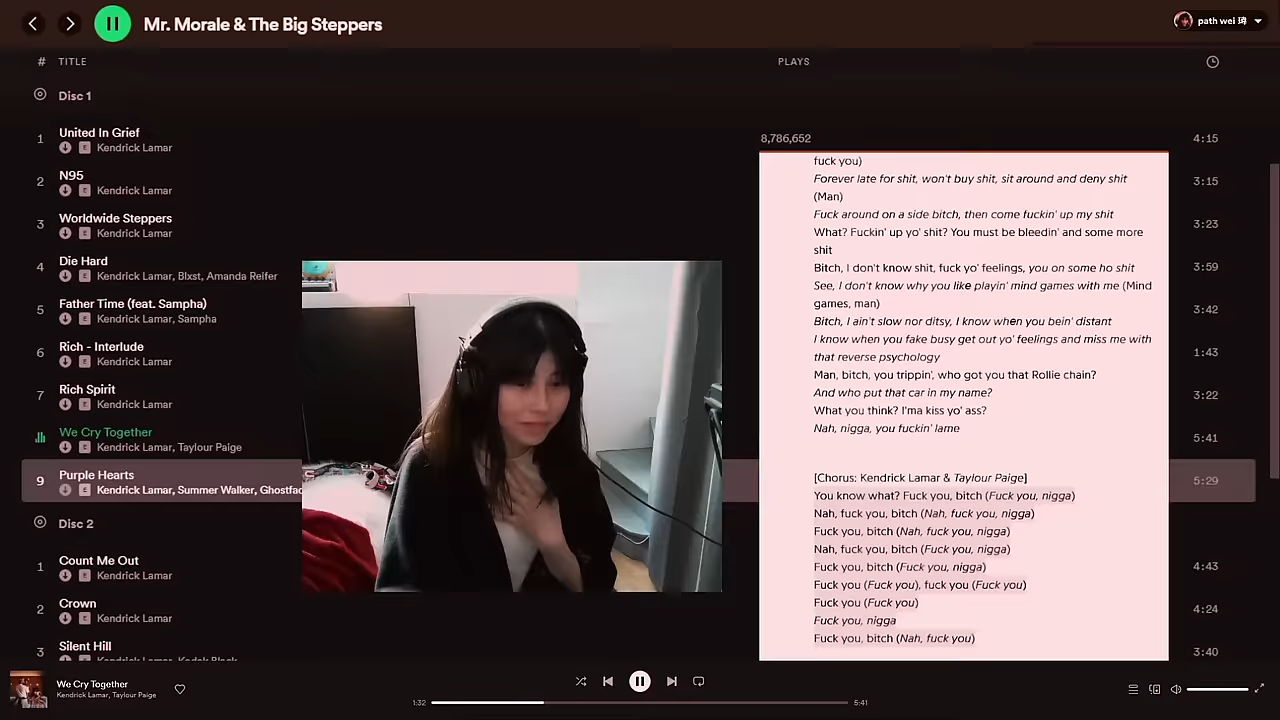 Mr. Morale & The Big Steppers
path wei 瑋
# TITLE
PLAYS
Disc 1
1 United In Grief
E Kendrick Lamar
8,786,652
4:15
2 N95
E Kendrick Lamar
3:15
3 Worldwide Steppers
E Kendrick Lamar
3:23
4 Die Hard
E Kendrick Lamar, Blxst, Amanda Reifer
3:59
5 Father Time (feat. Sampha)
E Kendrick Lamar, Sampha
3:42
6 Rich - Interlude
E Kendrick Lamar
1:43
7 Rich Spirit
E Kendrick Lamar
3:22
We Cry Together
E Kendrick Lamar, Taylour Paige
5:41
9 Purple Hearts
E Kendrick Lamar, Summer Walker, Ghostfac
5:29
Disc 2
1 Count Me Out
E Kendrick Lamar
4:43
2 Crown
E Kendrick Lamar
4:24
3 Silent Hill
E Kendrick Lamar, Kodak Black
3:40
fuck you)
Forever late for shit, won't buy shit, sit around and deny shit
(Man)
Fuck around on a side bitch, then come fuckin' up my shit
What? Fuckin' up yo' shit? You must be bleedin' and some more
shit
Bitch, I don't know shit, fuck yo' feelings, you on some ho shit
See, I don't know why you like playin' mind games with me (Mind
games, man)
Bitch, I ain't slow nor ditsy, I know when you bein' distant
I know when you fake busy get out yo' feelings and miss me with
that reverse psychology
Man, bitch, you trippin', who got you that Rollie chain?
And who put that car in my name?
What you think? I'ma kiss yo' ass?
Nah, nigga, you fuckin' lame
[Chorus: Kendrick Lamar & Taylour Paige]
You know what? Fuck you, bitch (Fuck you, nigga)
Nah, fuck you, bitch (Nah, fuck you, nigga)
Fuck you, bitch (Nah, fuck you, nigga)
Nah, fuck you, bitch (Fuck you, nigga)
Fuck you, bitch (Fuck you, nigga)
Fuck you (Fuck you), fuck you (Fuck you)
Fuck you (Fuck you)
Fuck you, nigga
Fuck you, bitch (Nah, fuck you)
We Cry Together
Kendrick Lamar, Taylour Paige
1:32
5:41